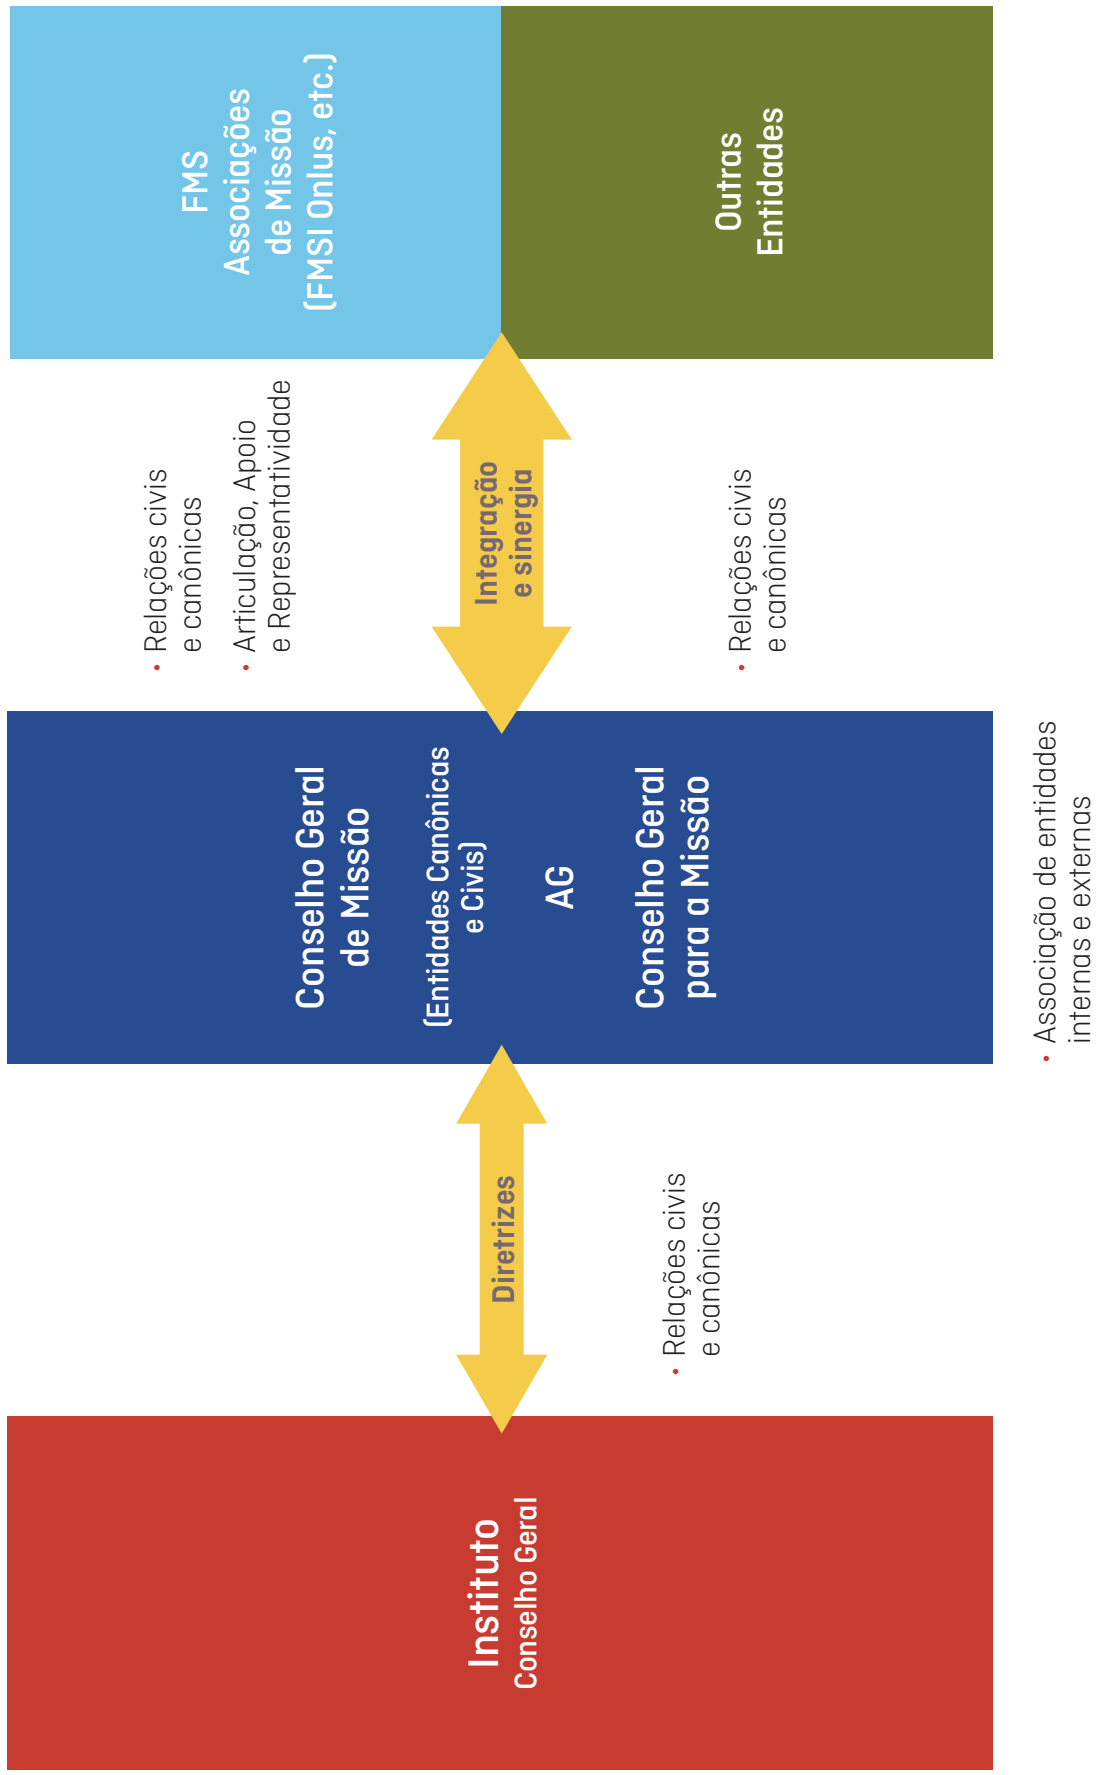 Instituto
Conselho Geral
Diretrizes
• Relações civis
e canônicas
Conselho Geral
de Missão
(Entidades Canônicas
e Civis)
AG
Conselho Geral
para a Missão
• Associação de entidades
internas e externas
• Relações civis
e canônicas
• Articulação, Apoio
e Representatividade
Integração
e sinergia
• Relações civis
e canônicas
FMS
Associações
de Missão
(FMSI Onlus, etc.)
Outras
Entidades